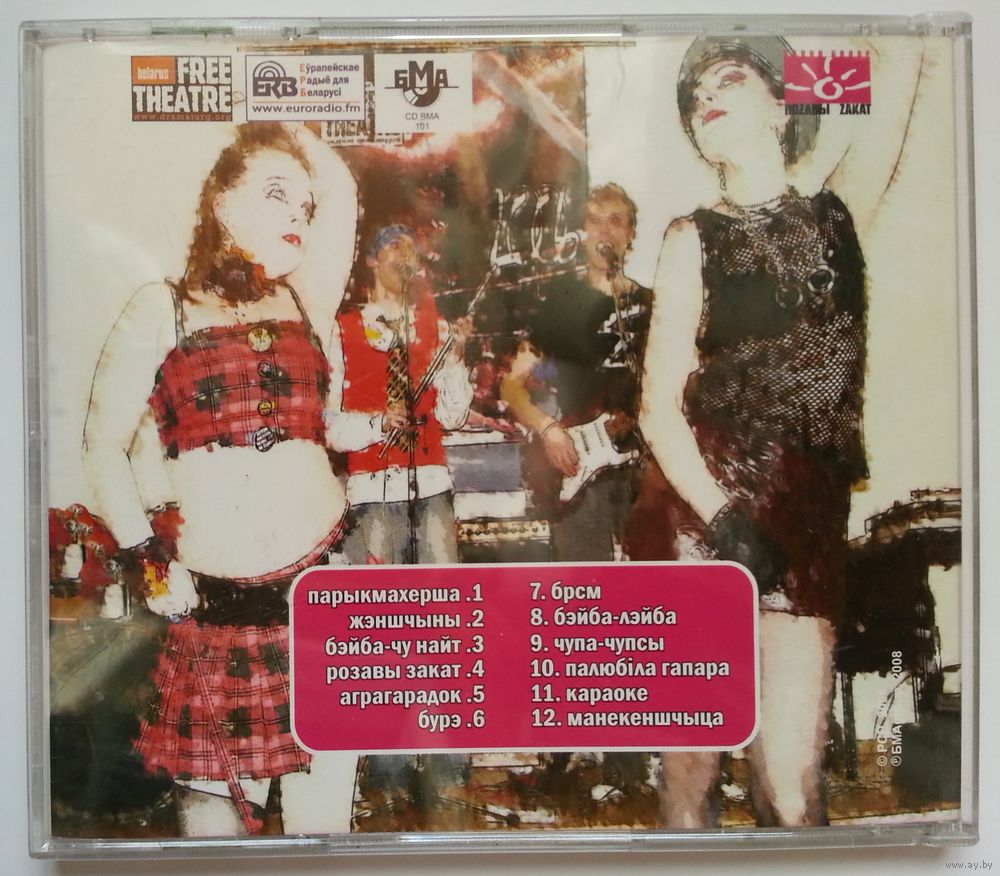 belarus FREE
THEATRE
www.dramaturg.org
ERB
Еўрапейскае
Радыё для
Беларусі
www.euroradio.fm
БМА
CD BMA
101
РОZАВЫ ZАКАТ
парыкмахерша .1
жэншчыны .2
бэйба-чу найт .3
розавы закат .4
аграгарадок .5
бурэ .6
7. брсм
8. бэйба-лэйба
9. чупа-чупсы
10. палюбіла гапара
11. караоке
12. манекеншчыца
2008
℗ БМА
www.ay.by